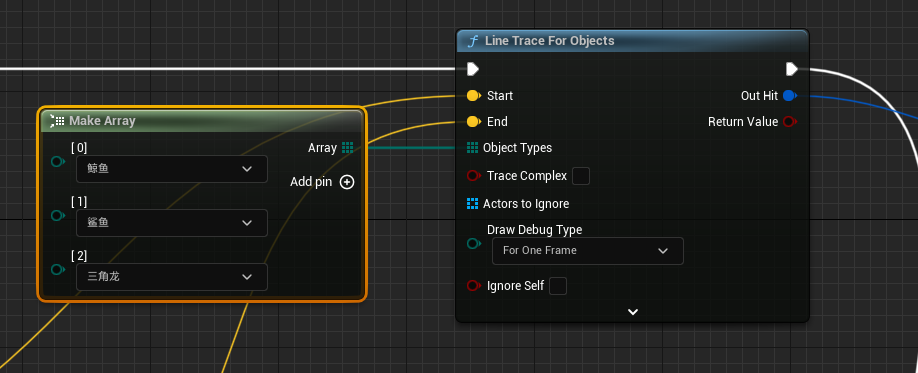 Line Trace For Objects
Make Array
[ 0]
鲸鱼
Array
Add pin
[ 1]
鲨鱼
[ 2]
三角龙
Start
Out Hit
End
Return Value
Object Types
Trace Complex
Actors to Ignore
Draw Debug Type
For One Frame
Ignore Self